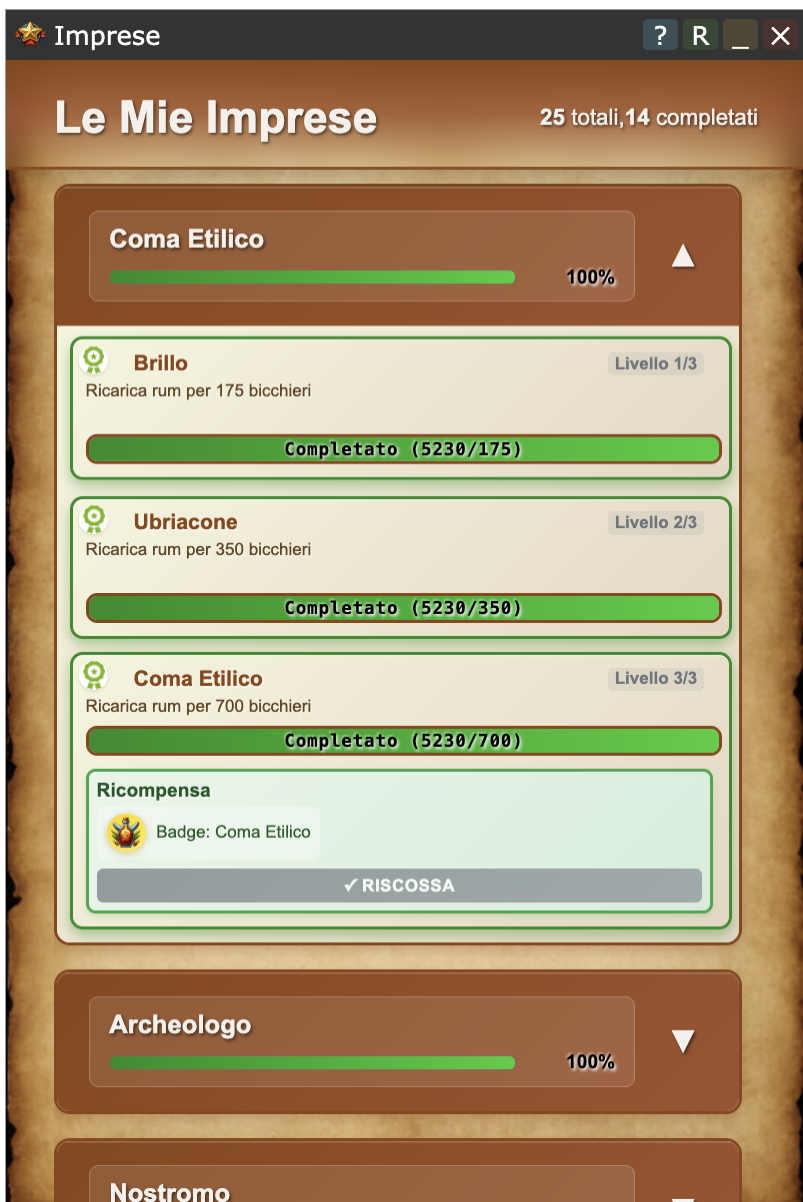 Imprese
? R _ ×
Le Mie Imprese
25 totali,14 completati
Coma Etilico
100%
▲
Brillo
Livello 1/3
Ricarica rum per 175 bicchieri
Completato (5230/175)
Ubriacone
Livello 2/3
Ricarica rum per 350 bicchieri
Completato (5230/350)
Coma Etilico
Livello 3/3
Ricarica rum per 700 bicchieri
Completato (5230/700)
Ricompensa
Badge: Coma Etilico
✓ RISCOSSA
Archeologo
100%
▼
Nostromo